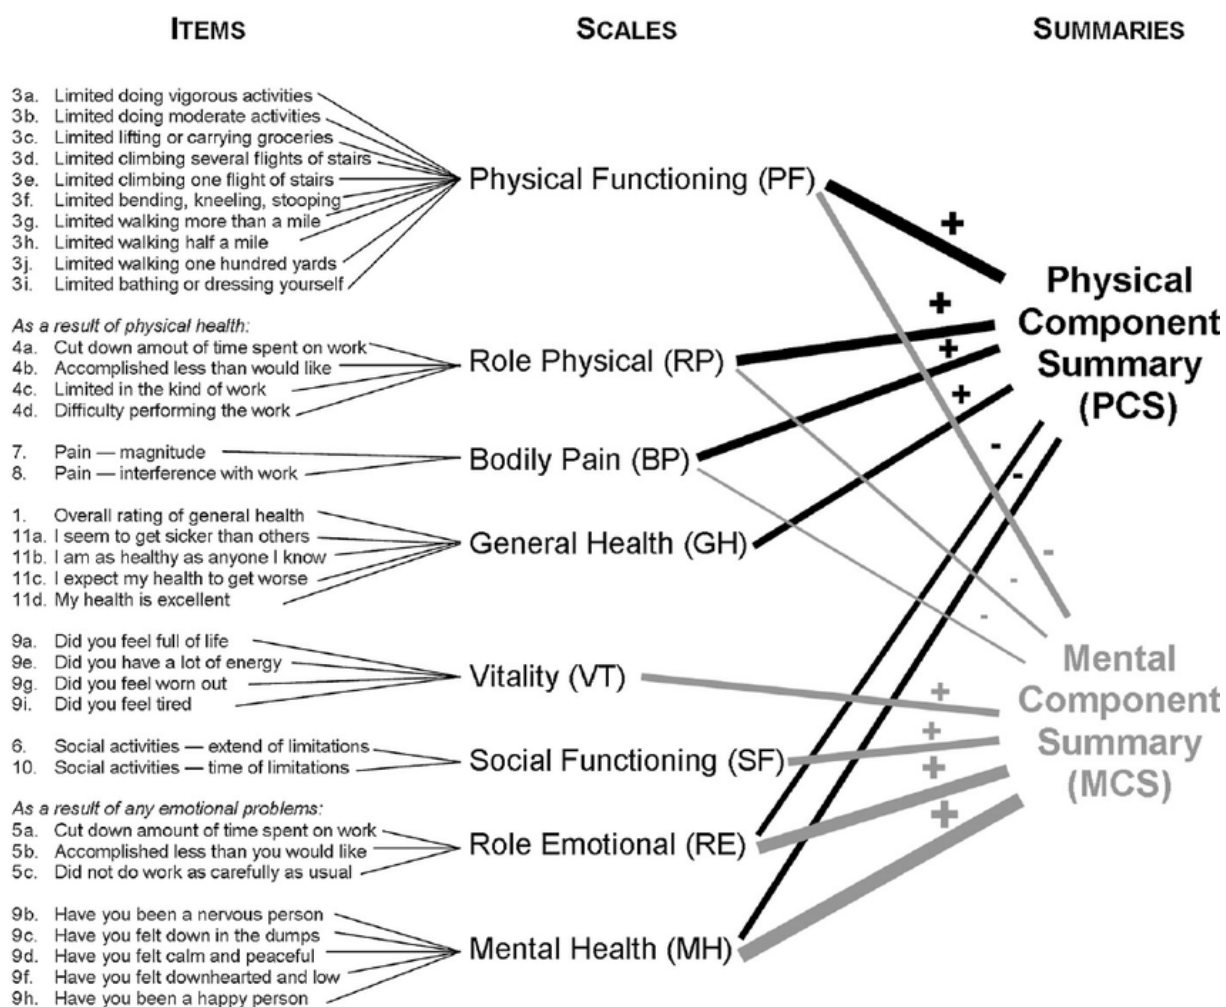 ITEMS
SCALES
SUMMARIES
3a. Limited doing vigorous activities
3b. Limited doing moderate activities
3c. Limited lifting or carrying groceries
3d. Limited climbing several flights of stairs
3e. Limited climbing one flight of stairs
3f. Limited bending, kneeling, stooping
3g. Limited walking more than a mile
3h. Limited walking half a mile
3j. Limited walking one hundred yards
3i. Limited bathing or dressing yourself
As a result of physical health:
4a. Cut down amout of time spent on work
4b. Accomplished less than would like
4c. Limited in the kind of work
4d. Difficulty performing the work
7. Pain — magnitude
8. Pain — interference with work
1. Overall rating of general health
11a. I seem to get sicker than others
11b. I am as healthy as anyone I know
11c. I expect my health to get worse
11d. My health is excellent
9a. Did you feel full of life
9e. Did you have a lot of energy
9g. Did you feel worn out
9i. Did you feel tired
6. Social activities — extend of limitations
10. Social activities — time of limitations
As a result of any emotional problems:
5a. Cut down amount of time spent on work
5b. Accomplished less than you would like
5c. Did not do work as carefully as usual
9b. Have you been a nervous person
9c. Have you felt down in the dumps
9d. Have you felt calm and peaceful
9f. Have you felt downhearted and low
9h. Have you been a happy person
Physical Functioning (PF)
Role Physical (RP)
Bodily Pain (BP)
General Health (GH)
Vitality (VT)
Social Functioning (SF)
Role Emotional (RE)
Mental Health (MH)
+
+
+
+
-
-
-
-
-
+
+
+
+
Physical
Component
Summary
(PCS)
Mental
Component
Summary
(MCS)